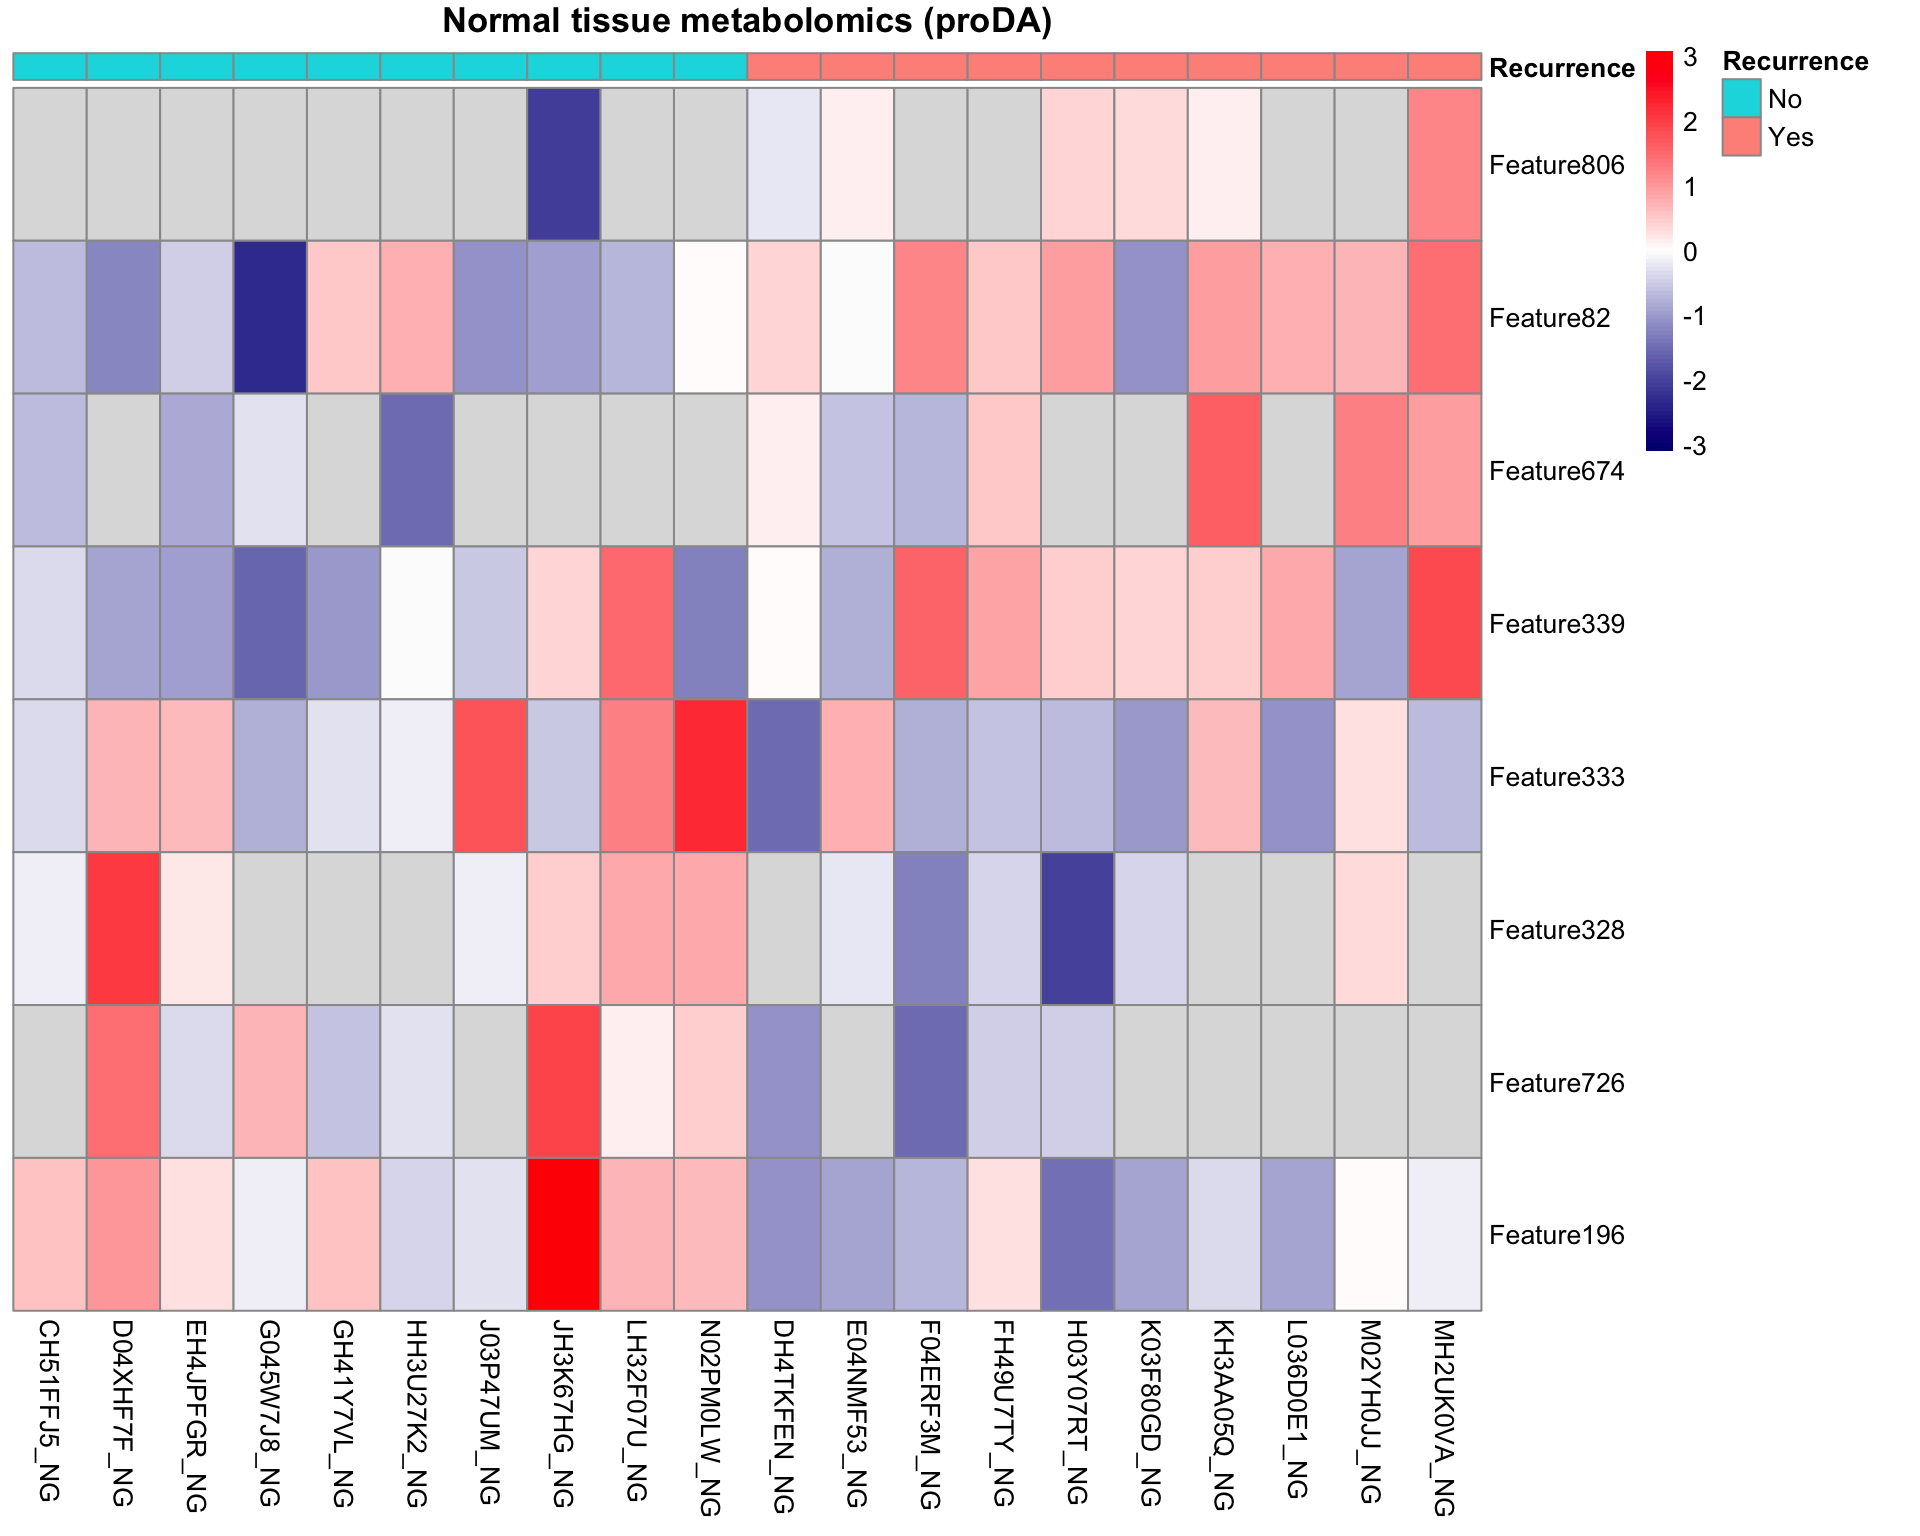 Normal tissue metabolomics (proDA)
Recurrence
3
2
1
0
-1
-2
-3
Recurrence
No
Yes
Feature806
Feature82
Feature674
Feature339
Feature333
Feature328
Feature726
Feature196
CH51FFJ5_NG
D04XHF7F_NG
EH4JPFGR_NG
G045W7J8_NG
GH41Y7VL_NG
HH3U27K2_NG
J03P47UM_NG
JH3K67HG_NG
LH32F07U_NG
N02PM0LW_NG
DH4TKFEN_NG
E04NMF53_NG
F04ERF3M_NG
FH49U7TY_NG
H03Y07RT_NG
K03F80GD_NG
KH3AA05Q_NG
L036D0E1_NG
M02YH0JJ_NG
MH2UK0VA_NG